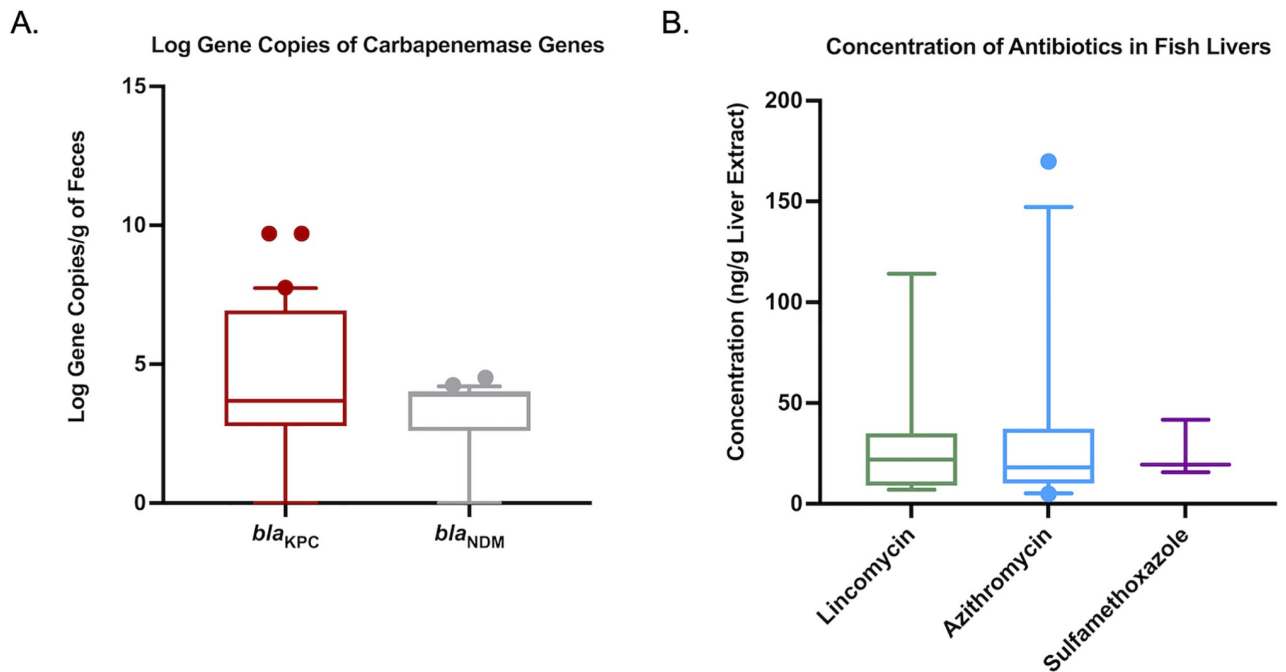 A.
Log Gene Copies of Carbapenemase Genes
Log Gene Copies/g of Feces
15
10
5
0
blaKPC
blaNDM
B.
Concentration of Antibiotics in Fish Livers
Concentration (ng/g Liver Extract)
200
150
100
50
0
Lincomycin
Azithromycin
Sulfamethoxazole